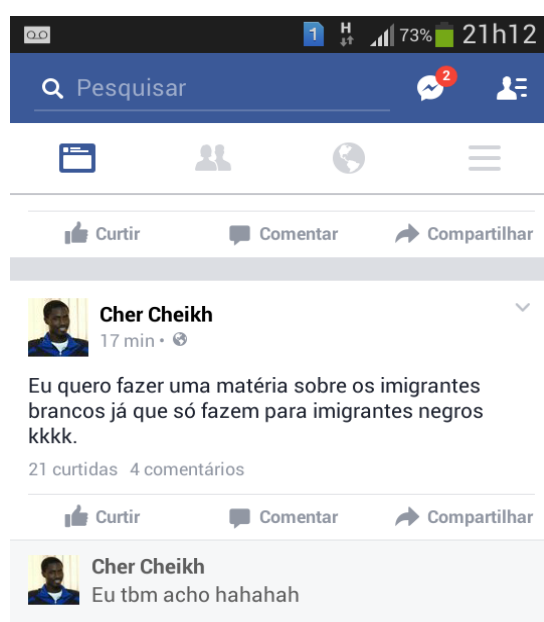 1 H 73% 21h12
Pesquisar 2
Curtir Comentar Compartilhar
Cher Cheikh
17 min •
Eu quero fazer uma matéria sobre os imigrantes
brancos já que só fazem para imigrantes negros
kkkk.
21 curtidas 4 comentários
Curtir Comentar Compartilhar
Cher Cheikh
Eu tbm acho hahahah